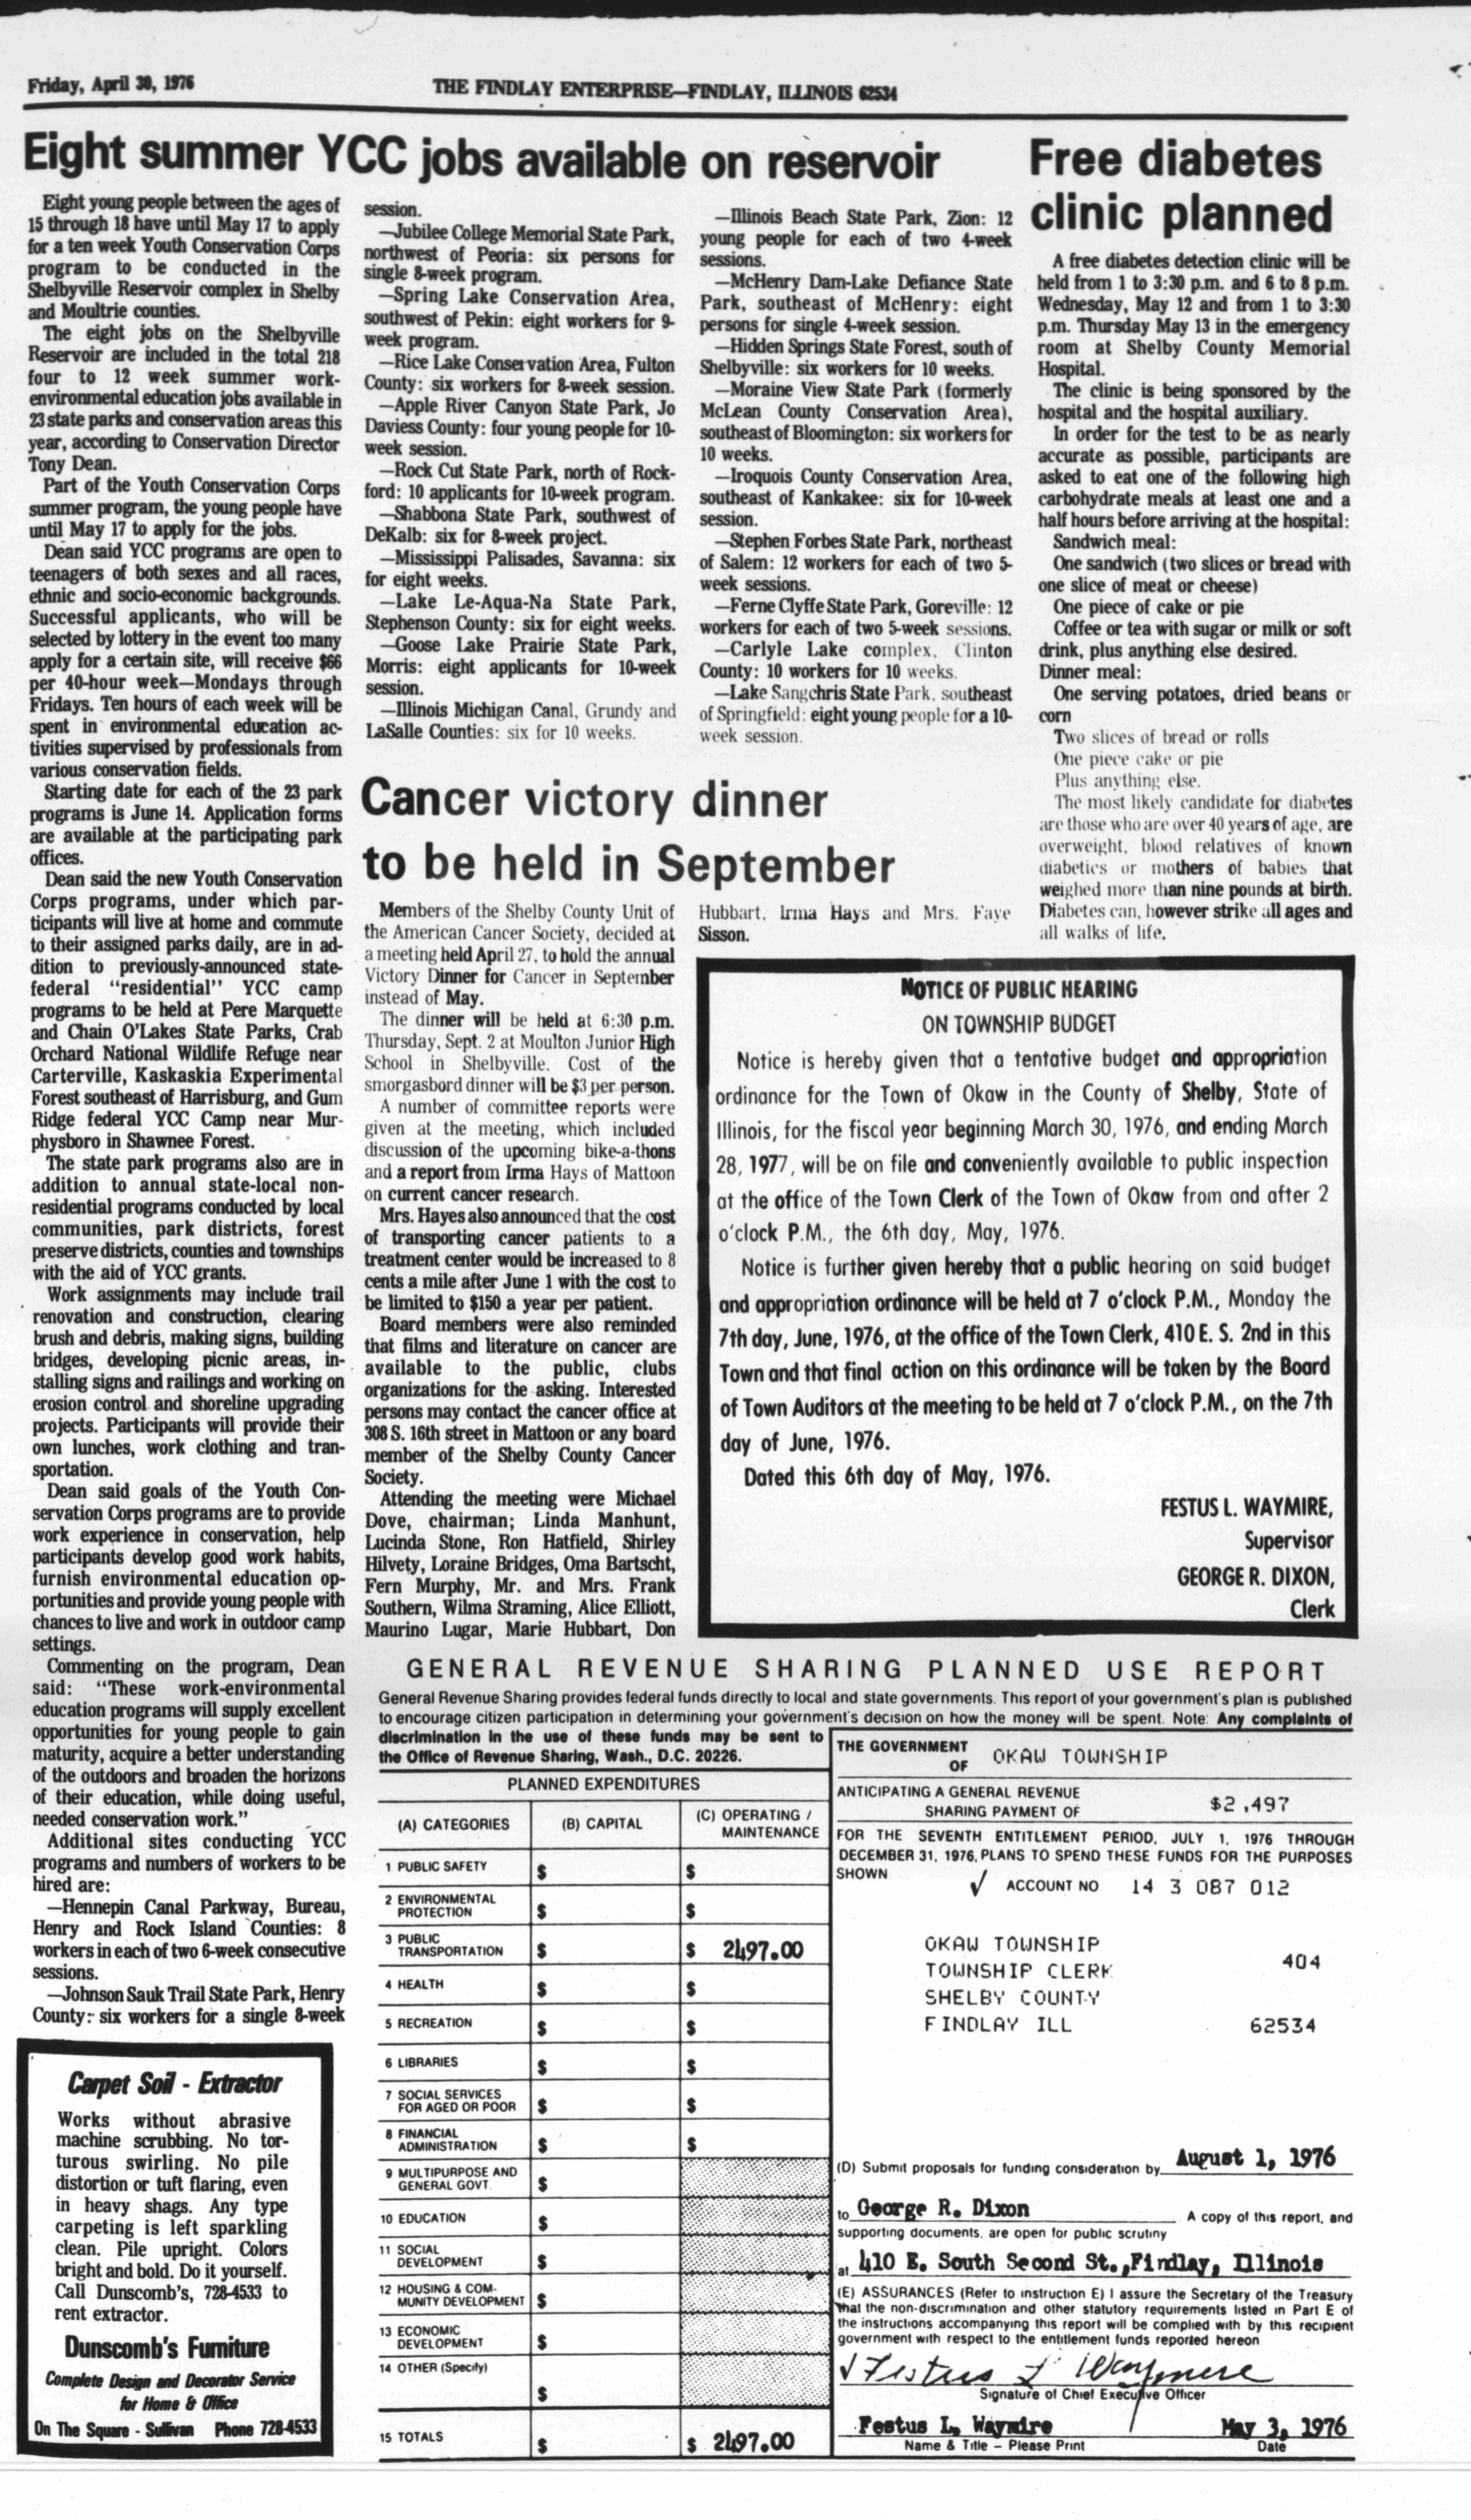 Friday, April 30, 1976
THE FINDLAY ENTERPRISE—FINDLAY, ILLINOIS 62534
Eight summer YCC jobs available on reservoir
Eight young people between the ages of
15 through 18 have until May 17 to apply
for a ten week Youth Conservation Corps
program to be conducted in the
Shelbyville Reservoir complex in Shelby
and Moultrie counties.
The eight jobs on the Shelbyville
Reservoir are included in the total 218
four to 12 week summer work-
environmental education jobs available in
23 state parks and conservation areas this
year, according to Conservation Director
Tony Dean.
Part of the Youth Conservation Corps
summer program, the young people have
until May 17 to apply for the jobs.
Dean said YCC programs are open to
teenagers of both sexes and all races,
ethnic and socio-economic backgrounds.
Successful applicants, who will be
selected by lottery in the event too many
apply for a certain site, will receive $66
per 40-hour week—Mondays through
Fridays. Ten hours of each week will be
spent in environmental education ac-
tivities supervised by professionals from
various conservation fields.
Starting date for each of the 23 park
programs is June 14. Application forms
are available at the participating park
offices.
Dean said the new Youth Conservation
Corps programs, under which par-
ticipants will live at home and commute
to their assigned parks daily, are in ad-
dition to previously-announced state-
federal "residential" YCC camp
programs to be held at Pere Marquette
and Chain O'Lakes State Parks, Crab
Orchard National Wildlife Refuge near
Carterville, Kaskaskia Experimental
Forest southeast of Harrisburg, and Gum
Ridge federal YCC Camp near Mur-
physboro in Shawnee Forest.
The state park programs also are in
addition to annual state-local non-
residential programs conducted by local
communities, park districts, forest
preserve districts, counties and townships
with the aid of YCC grants.
Work assignments may include trail
renovation and construction, clearing
brush and debris, making signs, building
bridges, developing picnic areas, in-
stalling signs and railings and working on
erosion control and shoreline upgrading
projects. Participants will provide their
own lunches, work clothing and tran-
sportation.
Dean said goals of the Youth Con-
servation Corps programs are to provide
work experience in conservation, help
participants develop good work habits,
furnish environmental education op-
portunities and provide young people with
chances to live and work in outdoor camp
settings.
Commenting on the program, Dean
said: "These work-environmental
education programs will supply excellent
opportunities for young people to gain
maturity, acquire a better understanding
of the outdoors and broaden the horizons
of their education, while doing useful,
needed conservation work."
Additional sites conducting YCC
programs and numbers of workers to be
hired are:
—Hennepin Canal Parkway, Bureau,
Henry and Rock Island Counties: 8
workers in each of two 6-week consecutive
sessions.
—Johnson Sauk Trail State Park, Henry
County: six workers for a single 8-week
session.
—Jubilee College Memorial State Park,
northwest of Peoria: six persons for
single 8-week program.
—Spring Lake Conservation Area,
southwest of Pekin: eight workers for 9-
week program.
—Rice Lake Conservation Area, Fulton
County: six workers for 8-week session.
—Apple River Canyon State Park, Jo
Daviess County: four young people for 10-
week session.
—Rock Cut State Park, north of Rock-
ford: 10 applicants for 10-week program.
—Shabbona State Park, southwest of
DeKalb: six for 8-week project.
—Mississippi Palisades, Savanna: six
for eight weeks.
—Lake Le-Aqua-Na State Park,
Stephenson County: six for eight weeks.
—Goose Lake Prairie State Park,
Morris: eight applicants for 10-week
session.
—Illinois Michigan Canal, Grundy and
LaSalle Counties: six for 10 weeks.
—Illinois Beach State Park, Zion: 12
young people for each of two 4-week
sessions.
—McHenry Dam-Lake Defiance State
Park, southeast of McHenry: eight
persons for single 4-week session.
—Hidden Springs State Forest, south of
Shelbyville: six workers for 10 weeks.
—Moraine View State Park (formerly
McLean County Conservation Area),
southeast of Bloomington: six workers for
10 weeks.
—Iroquois County Conservation Area,
southeast of Kankakee: six for 10-week
session.
—Stephen Forbes State Park, northeast
of Salem: 12 workers for each of two 5-
week sessions.
—Ferne Clyffe State Park, Goreville: 12
workers for each of two 5-week sessions.
—Carlyle Lake complex, Clinton
County: 10 workers for 10 weeks.
—Lake Sangchris State Park, southeast
of Springfield: eight young people for a 10-
week session.
Free diabetes
clinic planned
A free diabetes detection clinic will be
held from 1 to 3:30 p.m. and 6 to 8 p.m.
Wednesday, May 12 and from 1 to 3:30
p.m. Thursday May 13 in the emergency
room at Shelby County Memorial
Hospital.
The clinic is being sponsored by the
hospital and the hospital auxiliary.
In order for the test to be as nearly
accurate as possible, participants are
asked to eat one of the following high
carbohydrate meals at least one and a
half hours before arriving at the hospital:
Sandwich meal:
One sandwich (two slices or bread with
one slice of meat or cheese)
One piece of cake or pie
Coffee or tea with sugar or milk or soft
drink, plus anything else desired.
Dinner meal:
One serving potatoes, dried beans or
corn
Two slices of bread or rolls
One piece cake or pie
Plus anything else.
The most likely candidate for diabetes
are those who are over 40 years of age, are
overweight, blood relatives of known
diabetics or mothers of babies that
weighed more than nine pounds at birth.
Diabetes can, however strike all ages and
all walks of life.
Cancer victory dinner
to be held in September
Members of the Shelby County Unit of
the American Cancer Society, decided at
a meeting held April 27, to hold the annual
Victory Dinner for Cancer in September
instead of May.
The dinner will be held at 6:30 p.m.
Thursday, Sept. 2 at Moulton Junior High
School in Shelbyville. Cost of the
smorgasbord dinner will be $3 per person.
A number of committee reports were
given at the meeting, which included
discussion of the upcoming bike-a-thons
and a report from Irma Hays of Mattoon
on current cancer research.
Mrs. Hayes also announced that the cost
of transporting cancer patients to a
treatment center would be increased to 8
cents a mile after June 1 with the cost to
be limited to $150 a year per patient.
Board members were also reminded
that films and literature on cancer are
available to the public, clubs
organizations for the asking. Interested
persons may contact the cancer office at
308 S. 16th street in Mattoon or any board
member of the Shelby County Cancer
Society.
Attending the meeting were Michael
Dove, chairman; Linda Manhunt,
Lucinda Stone, Ron Hatfield, Shirley
Hilvety, Loraine Bridges, Oma Bartscht,
Fern Murphy, Mr. and Mrs. Frank
Southern, Wilma Straming, Alice Elliott,
Maurino Lugar, Marie Hubbart, Don
Hubbart, Irma Hays and Mrs. Faye
Sisson.
NOTICE OF PUBLIC HEARING
ON TOWNSHIP BUDGET
Notice is hereby given that a tentative budget and appropriation
ordinance for the Town of Okaw in the County of Shelby, State of
Illinois, for the fiscal year beginning March 30, 1976, and ending March
28, 1977, will be on file and conveniently available to public inspection
at the office of the Town Clerk of the Town of Okaw from and after 2
o'clock P.M., the 6th day, May, 1976.
Notice is further given hereby that a public hearing on said budget
and appropriation ordinance will be held at 7 o'clock P.M., Monday the
7th day, June, 1976, at the office of the Town Clerk, 410 E. S. 2nd in this
Town and that final action on this ordinance will be taken by the Board
of Town Auditors at the meeting to be held at 7 o'clock P.M., on the 7th
day of June, 1976.
Dated this 6th day of May, 1976.
FESTUS L. WAYMIRE,
Supervisor
GEORGE R. DIXON,
Clerk
GENERAL REVENUE SHARING PLANNED USE REPORT
General Revenue Sharing provides federal funds directly to local and state governments. This report of your government's plan is published
to encourage citizen participation in determining your government's decision on how the money will be spent. Note: Any complaints of
discrimination in the use of these funds may be sent to
the Office of Revenue Sharing, Wash., D.C. 20226.
PLANNED EXPENDITURES
(A) CATEGORIES (B) CAPITAL (C) OPERATING / MAINTENANCE
1 PUBLIC SAFETY $ $
2 ENVIRONMENTAL PROTECTION $ $
3 PUBLIC TRANSPORTATION $ $ 2497.00
4 HEALTH $ $
5 RECREATION $ $
6 LIBRARIES $ $
7 SOCIAL SERVICES FOR AGED OR POOR $ $
8 FINANCIAL ADMINISTRATION $ $
9 MULTIPURPOSE AND GENERAL GOVT. $
10 EDUCATION $
11 SOCIAL DEVELOPMENT $
12 HOUSING & COM- MUNITY DEVELOPMENT $
13 ECONOMIC DEVELOPMENT $
14 OTHER (Specify) $
15 TOTALS $ $ 2497.00
THE GOVERNMENT
OF OKAW TOWNSHIP
ANTICIPATING A GENERAL REVENUE
SHARING PAYMENT OF $2,497
FOR THE SEVENTH ENTITLEMENT PERIOD, JULY 1, 1976 THROUGH
DECEMBER 31, 1976, PLANS TO SPEND THESE FUNDS FOR THE PURPOSES
SHOWN
✓ ACCOUNT NO. 14 3 087 012
OKAW TOWNSHIP
TOWNSHIP CLERK 404
SHELBY COUNTY
FINDLAY ILL 62534
(D) Submit proposals for funding consideration by August 1, 1976
to George R. Dixon A copy of this report, and
supporting documents, are open for public scrutiny
at 410 E. South Second St., Findlay, Illinois
(E) ASSURANCES (Refer to instruction E) I assure the Secretary of the Treasury
that the non-discrimination and other statutory requirements listed in Part E of
the instructions accompanying this report will be complied with by this recipient
government with respect to the entitlement funds reported hereon
✓ Festus L Waymire
Signature of Chief Executive Officer
Festus L. Waymire May 3, 1976
Name & Title — Please Print Date
Carpet Soil - Extractor
Works without abrasive
machine scrubbing. No tor-
turous swirling. No pile
distortion or tuft flaring, even
in heavy shags. Any type
carpeting is left sparkling
clean. Pile upright. Colors
bright and bold. Do it yourself.
Call Dunscomb's, 728-4533 to
rent extractor.
Dunscomb's Furniture
Complete Design and Decorator Service
for Home & Office
On The Square - Sullivan Phone 728-4533